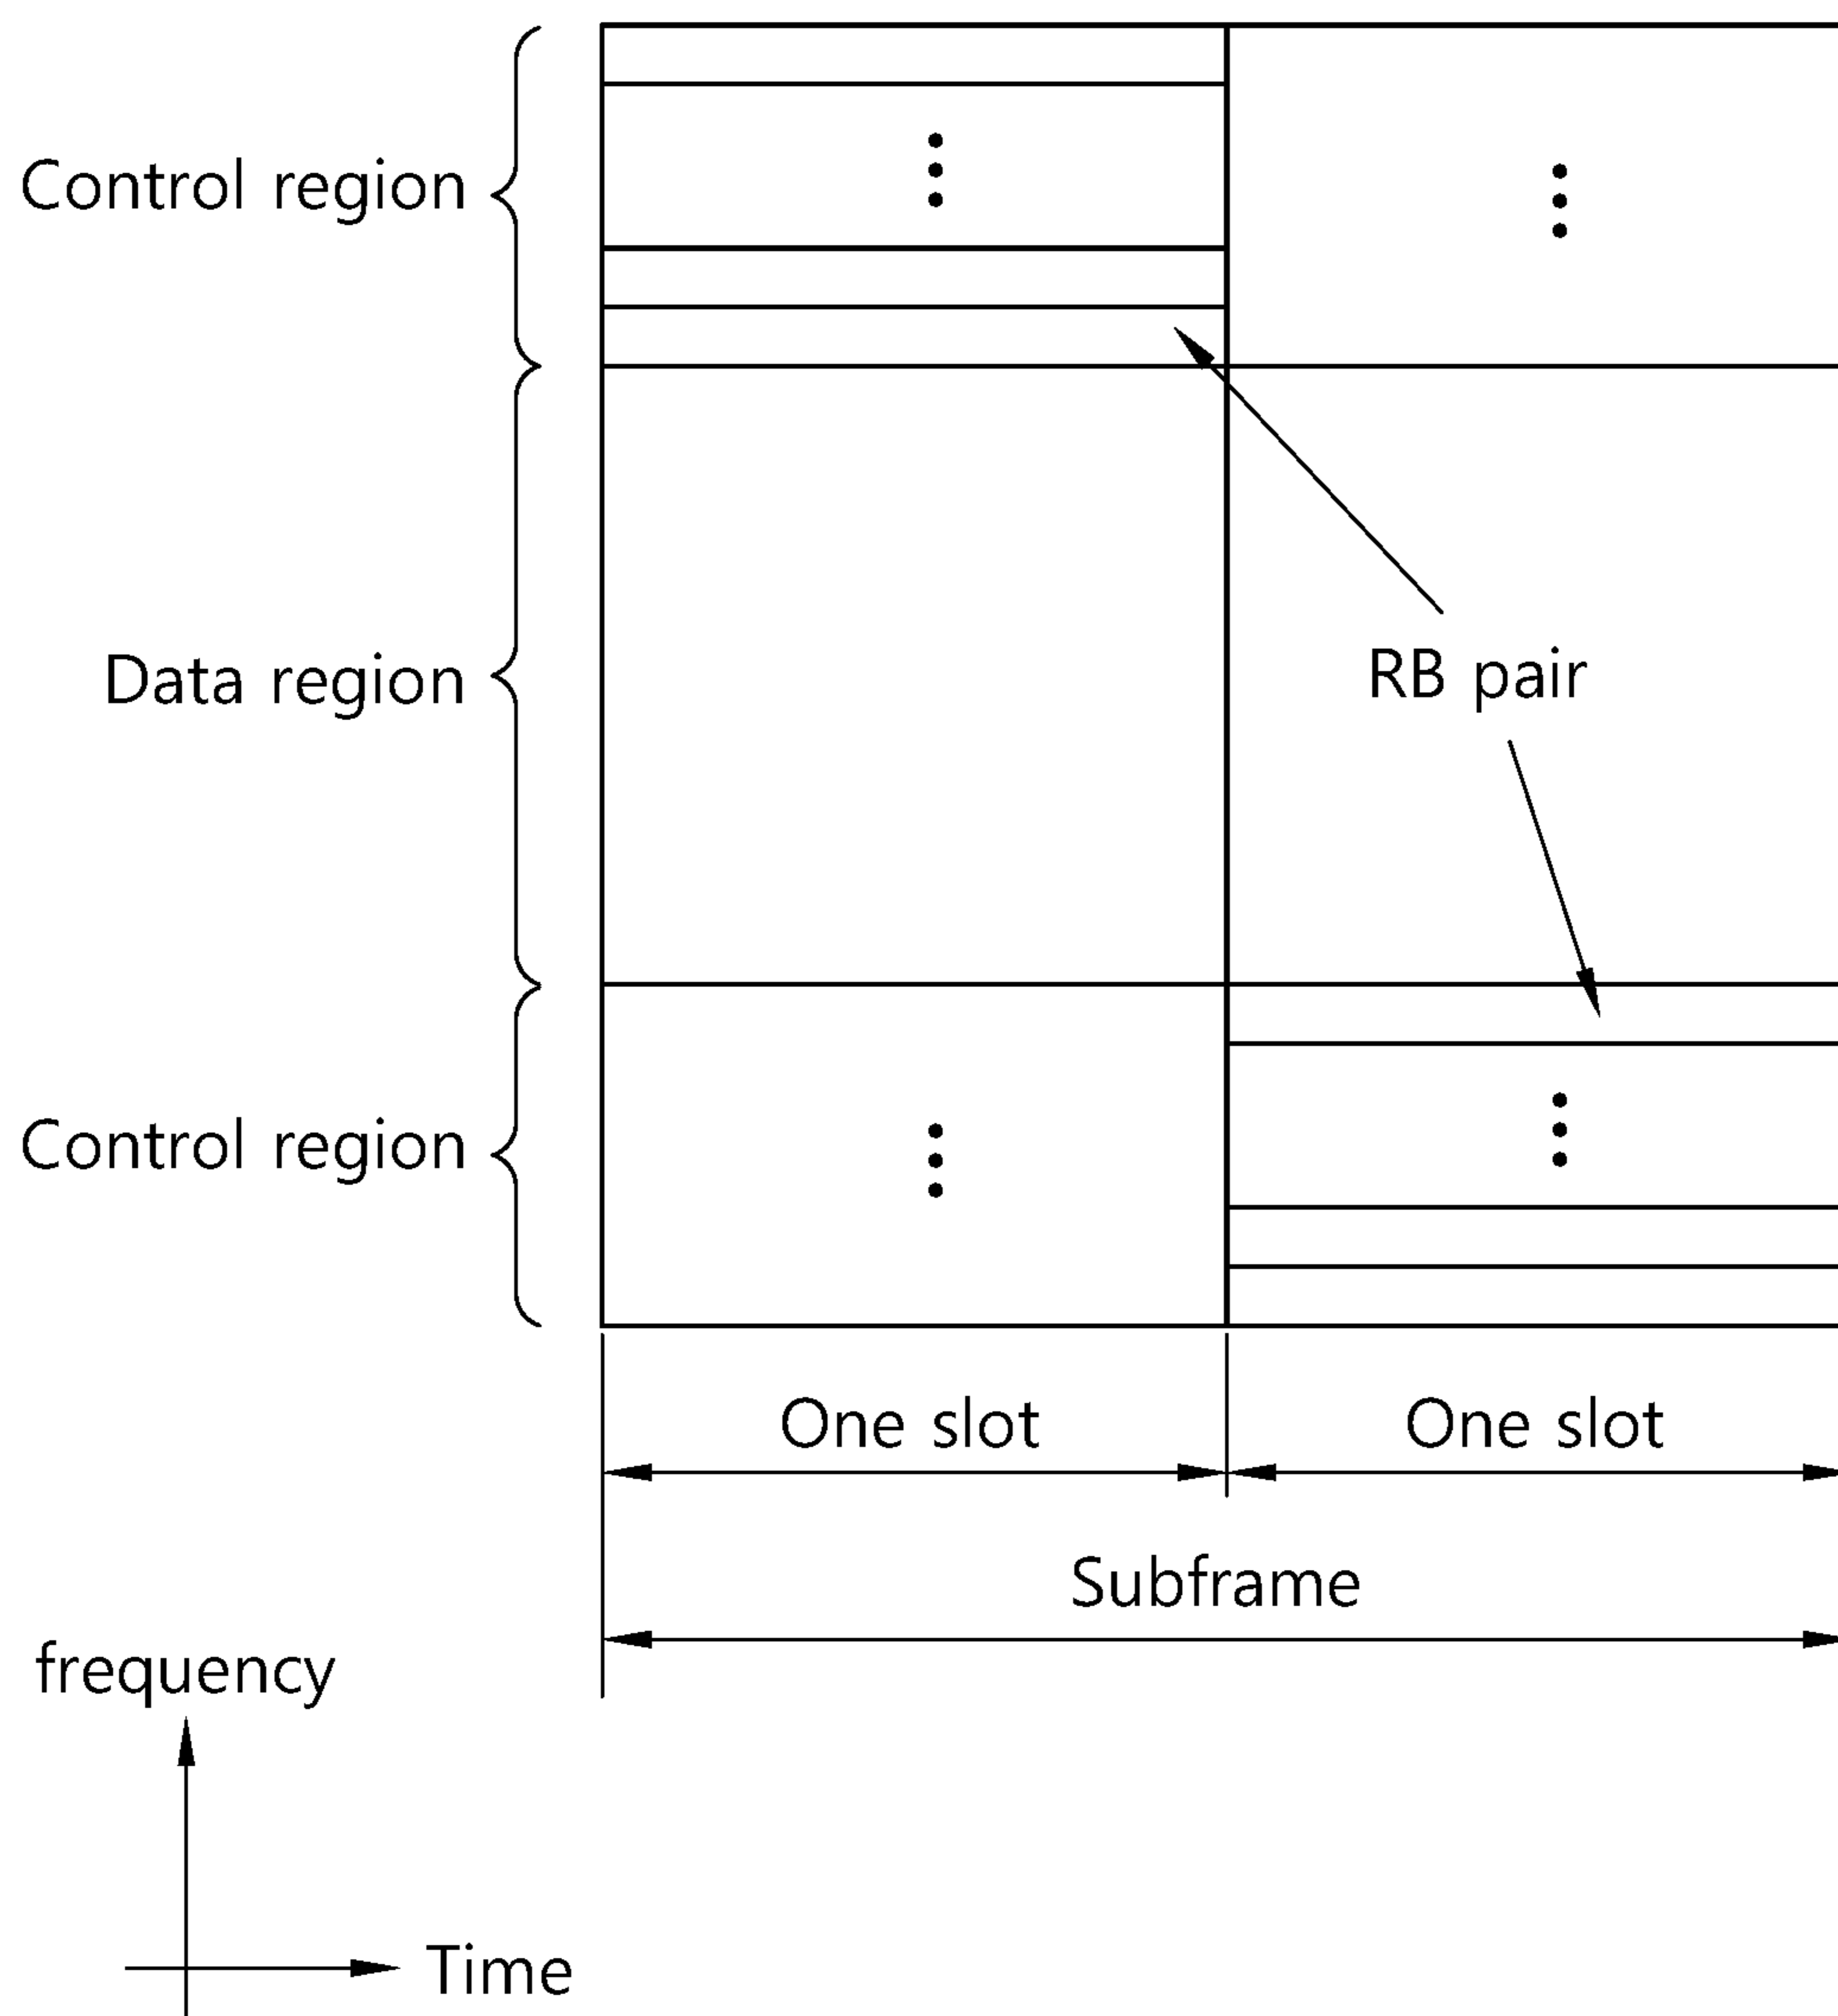 Control region
Data region
RB pair
Control region
One slot
One slot
Subframe
frequency
Time